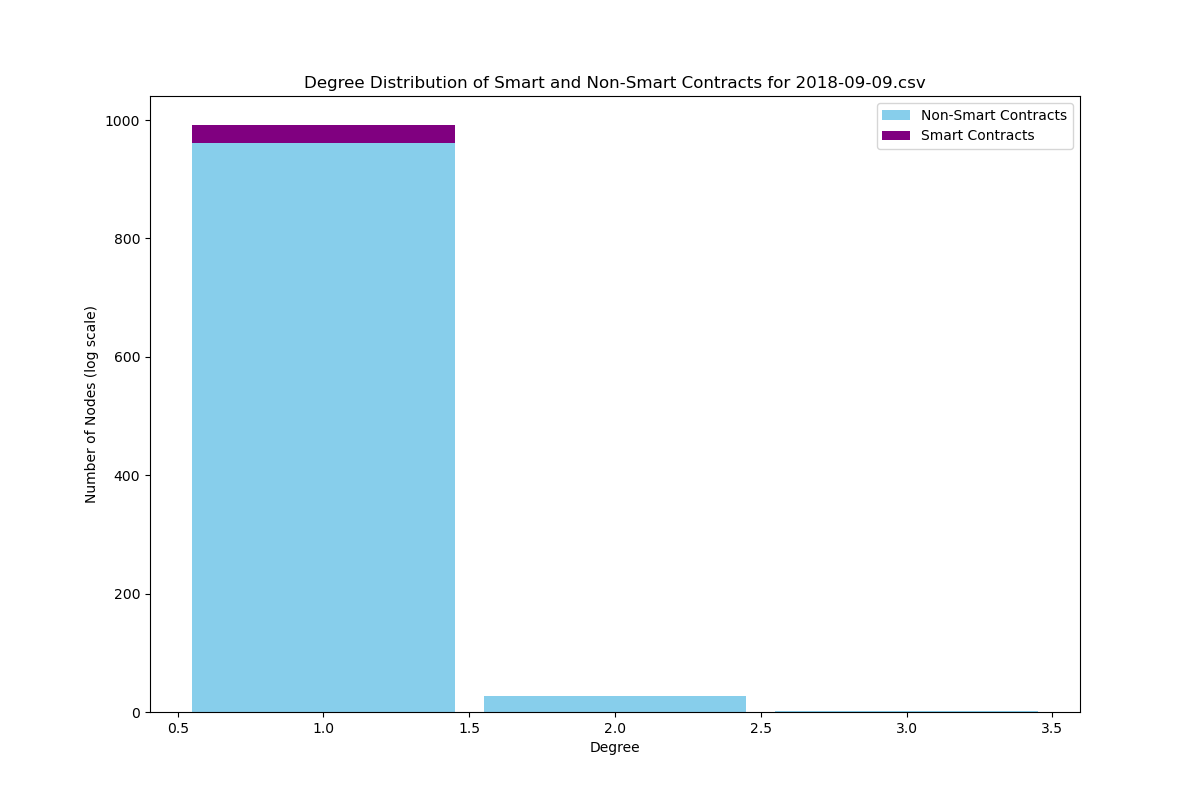 Degree Distribution of Smart and Non-Smart Contracts for 2018-09-09.csv
Non-Smart Contracts
Smart Contracts
Number of Nodes (log scale)
1000
800
600
400
200
0
0.5 1.0 1.5 2.0 2.5 3.0 3.5
Degree